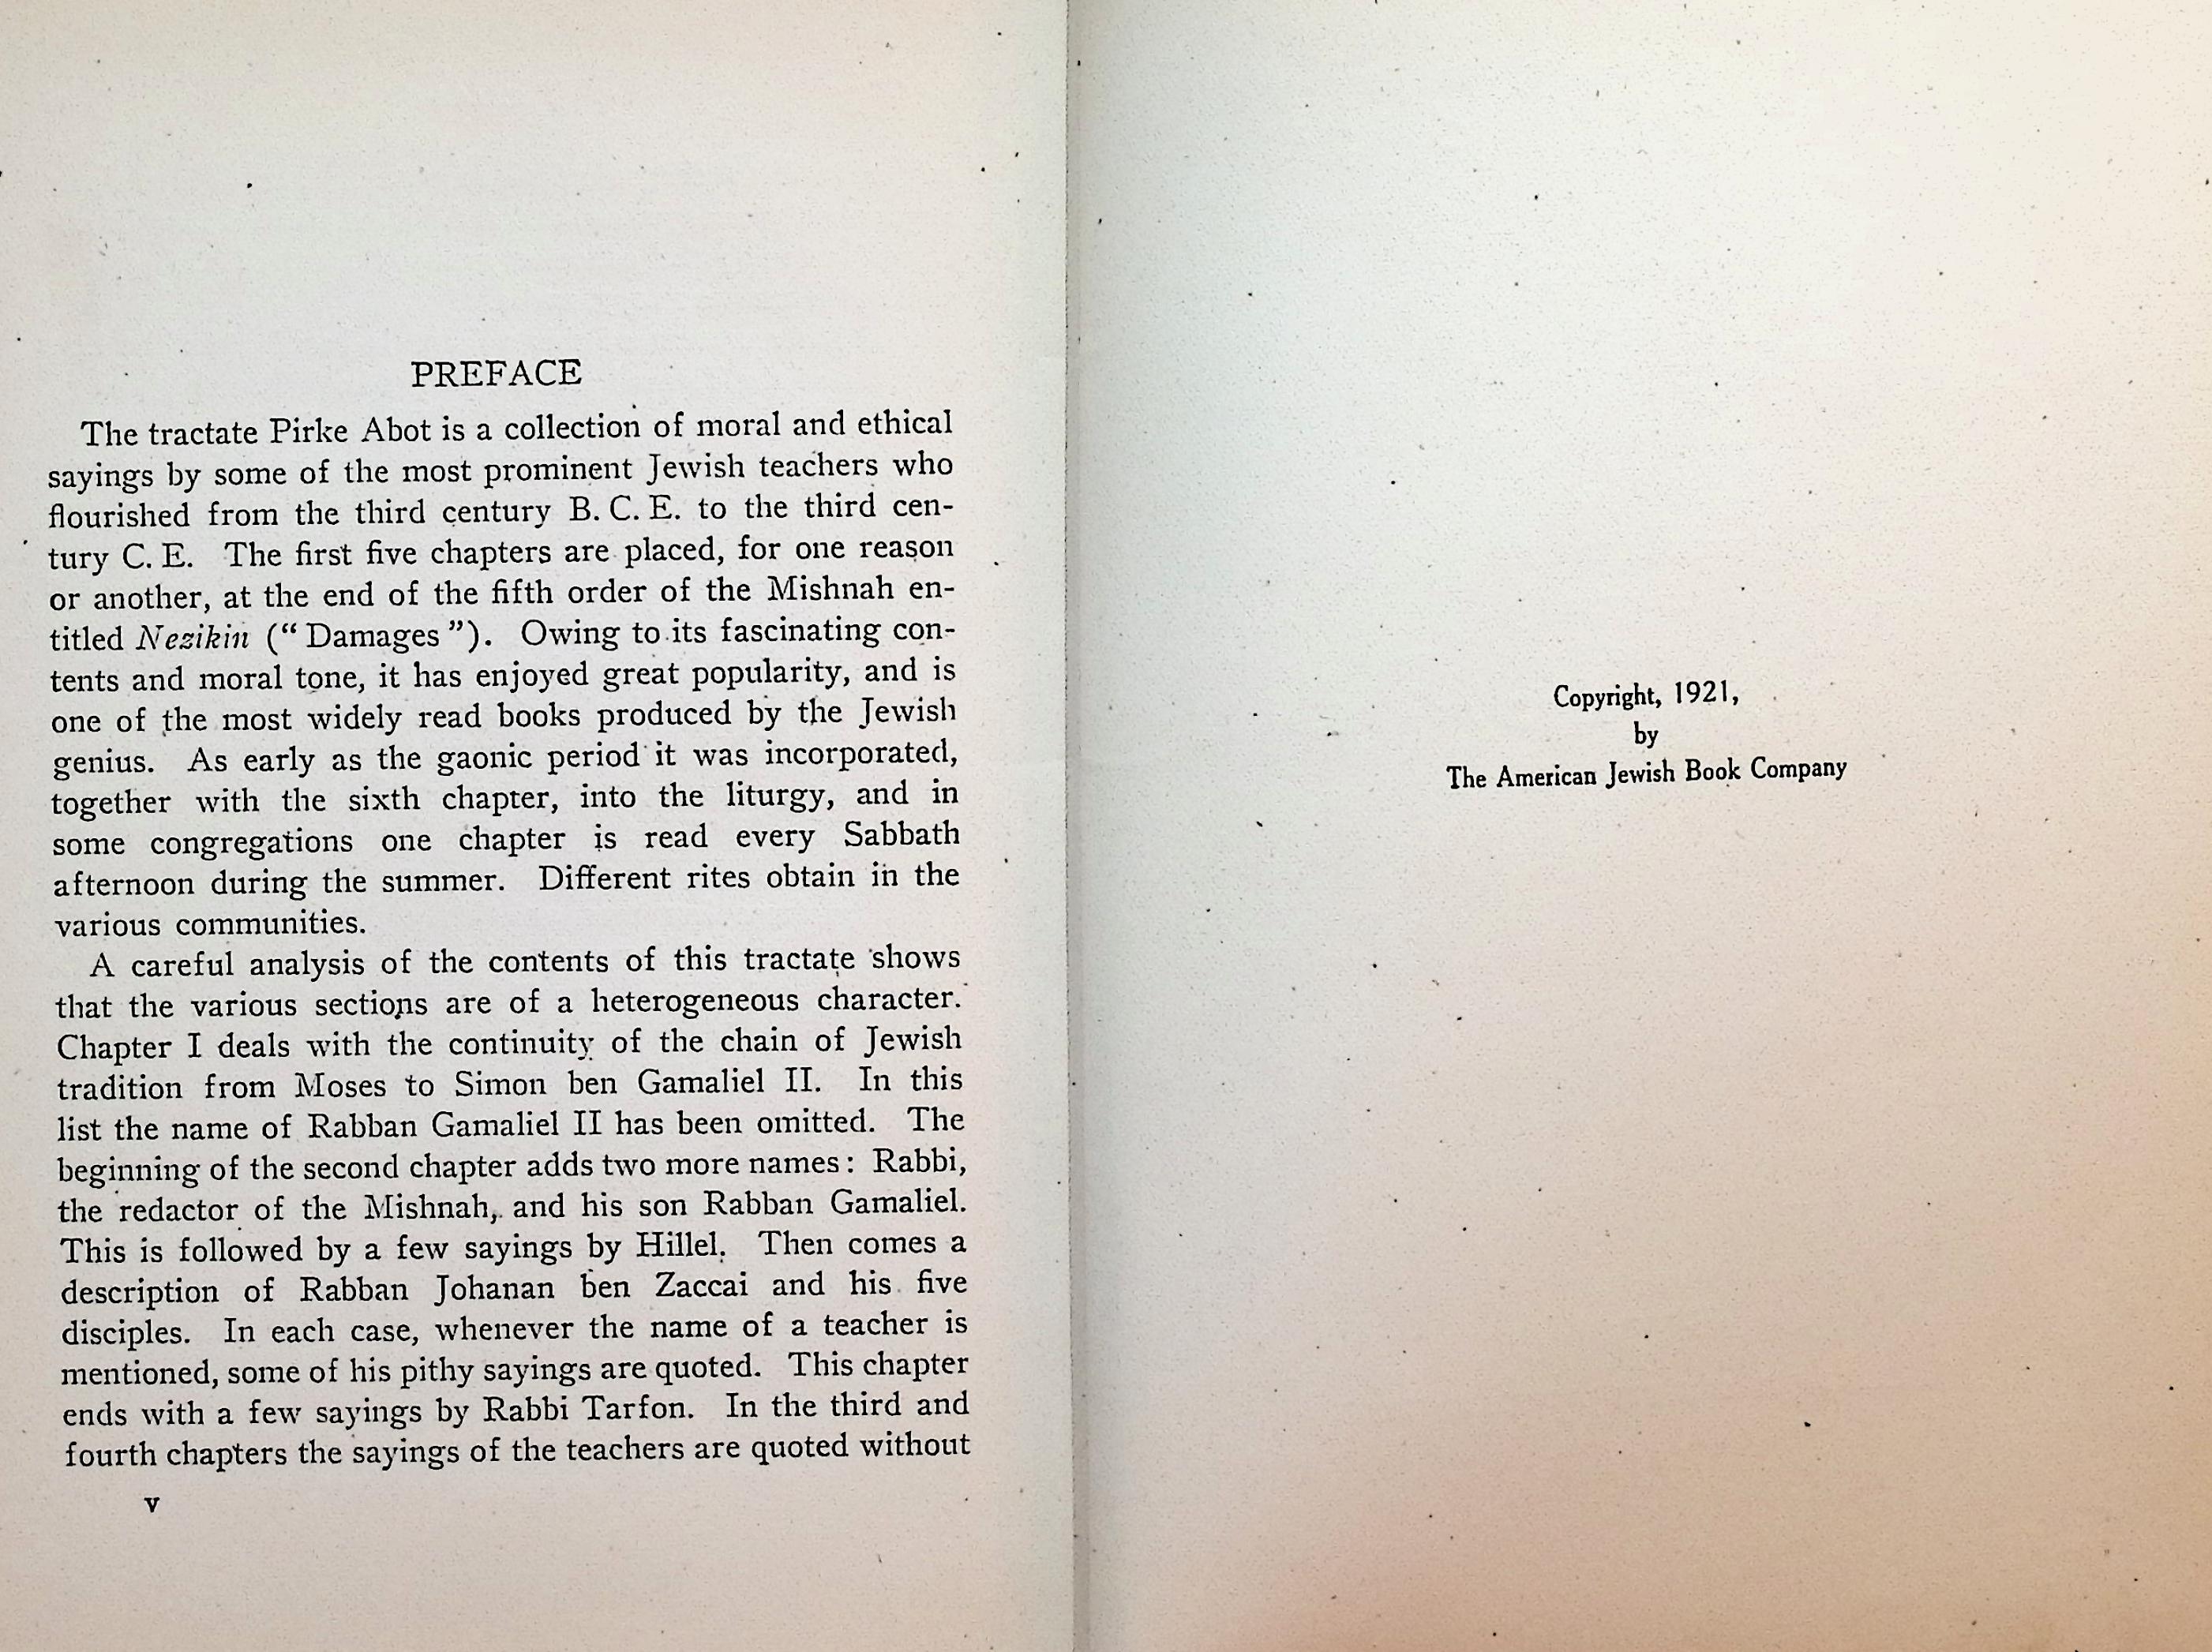 PREFACE
The tractate Pirke Abot is a collection of moral and ethical
sayings by some of the most prominent Jewish teachers who
flourished from the third century B. C. E. to the third cen-
tury C. E. The first five chapters are placed, for one reason
or another, at the end of the fifth order of the Mishnah en-
titled Nezikin (“ Damages ”). Owing to its fascinating con-
tents and moral tone, it has enjoyed great popularity, and is
one of the most widely read books produced by the Jewish
genius. As early as the gaonic period it was incorporated,
together with the sixth chapter, into the liturgy, and in
some congregations one chapter is read every Sabbath
afternoon during the summer. Different rites obtain in the
various communities.
A careful analysis of the contents of this tractate shows
that the various sections are of a heterogeneous character.
Chapter I deals with the continuity of the chain of Jewish
tradition from Moses to Simon ben Gamaliel II. In this
list the name of Rabban Gamaliel II has been omitted. The
beginning of the second chapter adds two more names: Rabbi,
the redactor of the Mishnah, and his son Rabban Gamaliel.
This is followed by a few sayings by Hillel. Then comes a
description of Rabban Johanan ben Zaccai and his five
disciples. In each case, whenever the name of a teacher is
mentioned, some of his pithy sayings are quoted. This chapter
ends with a few sayings by Rabbi Tarfon. In the third and
fourth chapters the sayings of the teachers are quoted without
v
Copyright, 1921,
by
The American Jewish Book Company